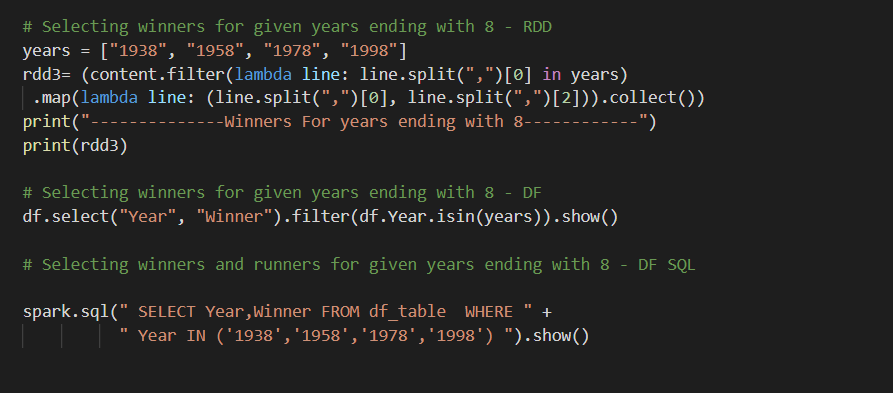 # Selecting winners for given years ending with 8 - RDD
years = ["1938", "1958", "1978", "1998"]
rdd3= (content.filter(lambda line: line.split(",")[0] in years)
.map(lambda line: (line.split(",")[0], line.split(",")[2])).collect())
print("--------------Winners For years ending with 8------------")
print(rdd3)
# Selecting winners for given years ending with 8 - DF
df.select("Year", "Winner").filter(df.Year.isin(years)).show()
# Selecting winners and runners for given years ending with 8 - DF SQL
spark.sql(" SELECT Year,Winner FROM df_table  WHERE " +
" Year IN ('1938','1958','1978','1998') ").show()